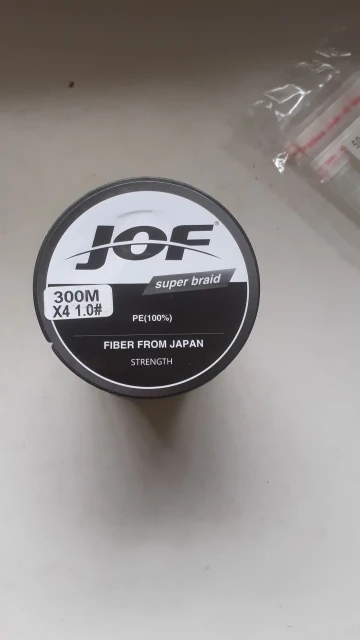 JOF®
super braid
300M
X4 1.0#
PE(100%)
FIBER FROM JAPAN
STRENGTH